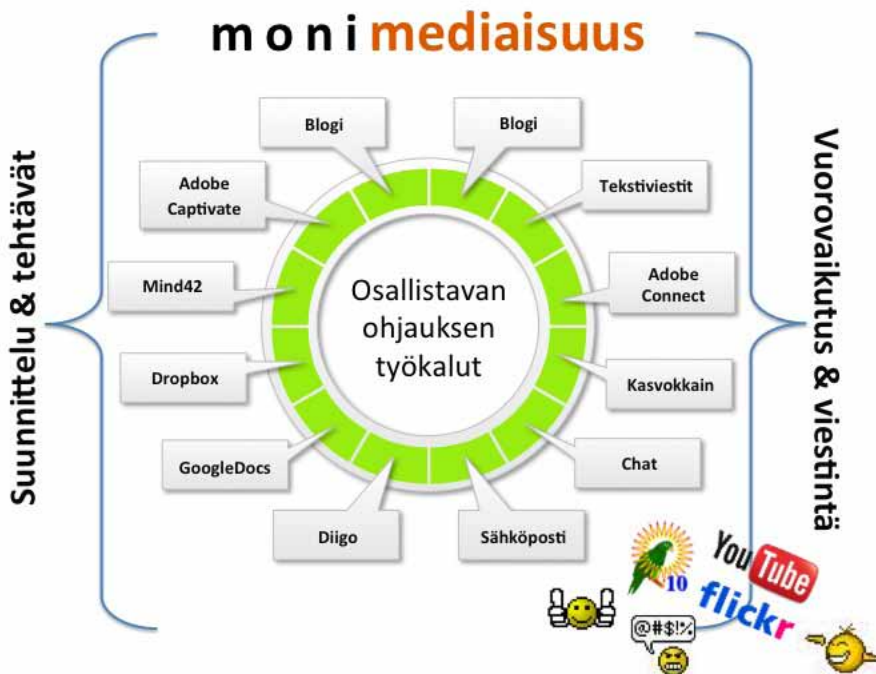 moni mediaisuus
Suunnittelu & tehtävät
Blogi
Blogi
Adobe
Captivate
Tekstiviestit
Mind42
Adobe
Connect
Osallistavan
ohjauksen
työkalut
Dropbox
Kasvokkain
GoogleDocs
Chat
Diigo
Sähköposti
Vuorovaikutus & viestintä
10
YouTube
flickr
@#$!%